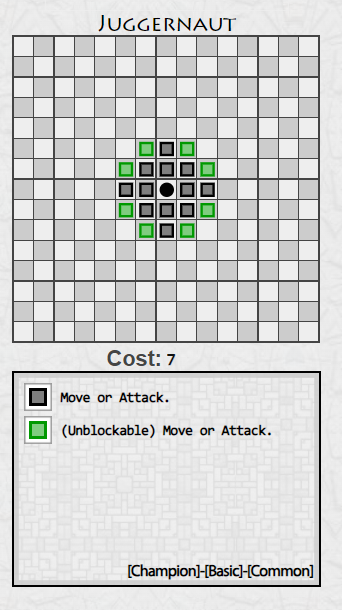 Juggernaut
Cost: 7
Move or Attack.
(Unblockable) Move or Attack.
[Champion]-[Basic]-[Common]